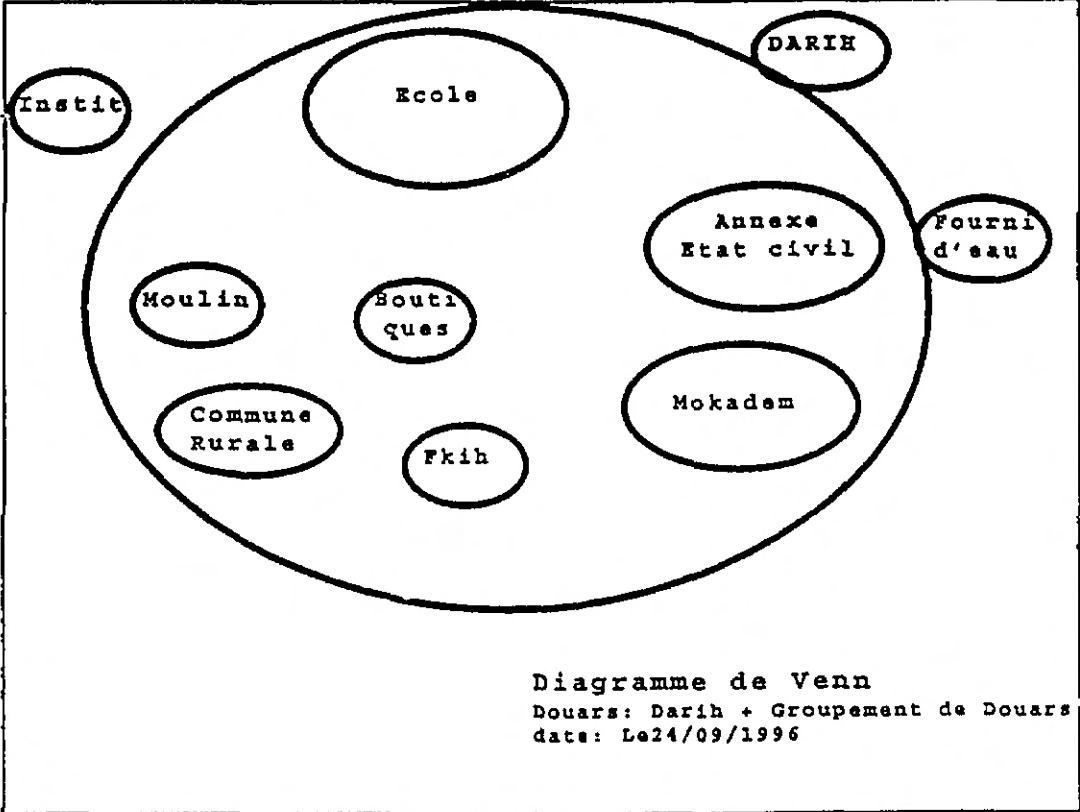 DARIH
Ecole
Instit
Annexe
Etat civil
Fourni
d'eau
Moulin
Bouti
ques
Mokadem
Commune
Rurale
Fkih
Diagramme de Venn
Douars: Darih + Groupement de Douars
date: Le24/09/1996